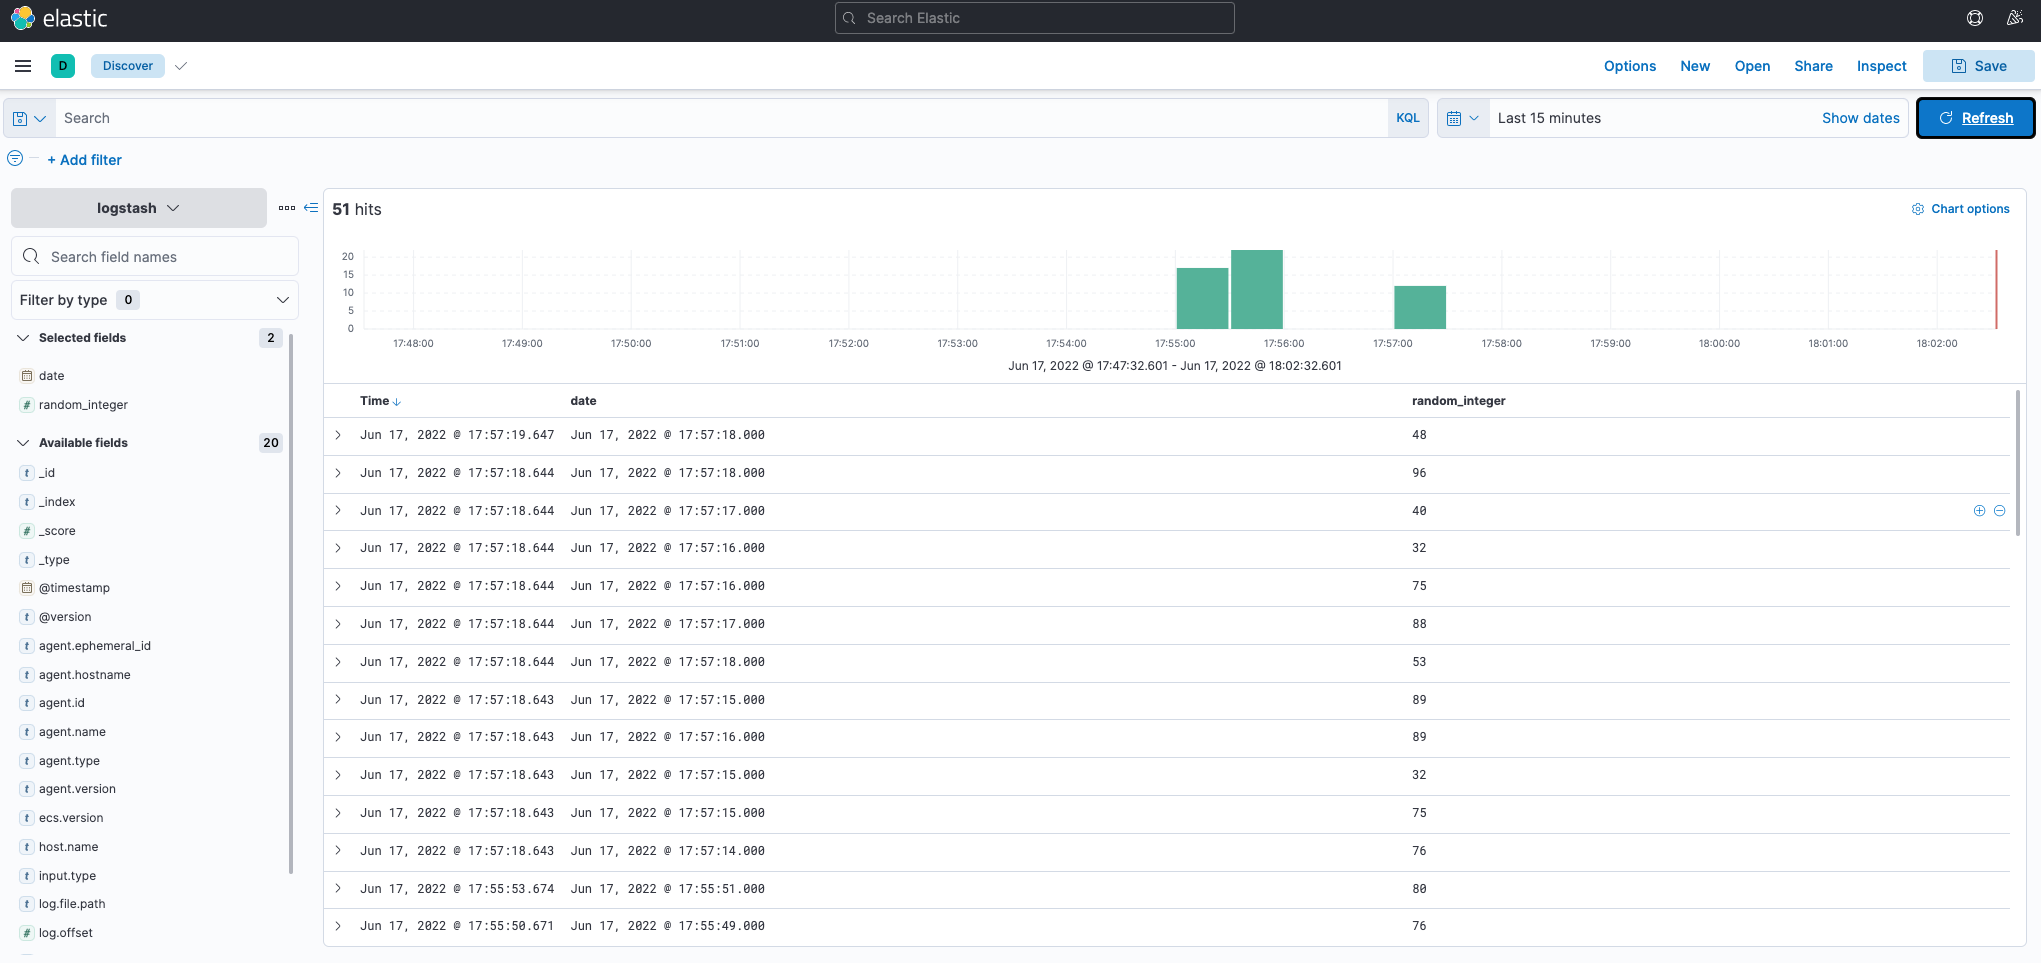 elastic
Search Elastic
D
Discover
Options
New
Open
Share
Inspect
Save
Search
KQL
Last 15 minutes
Show dates
Refresh
+ Add filter
logstash
51 hits
Chart options
Search field names
Filter by type 0
Selected fields 2
date
random_integer
Available fields 20
t _id
t _index
# _score
t _type
@timestamp
t @version
t agent.ephemeral_id
t agent.hostname
t agent.id
t agent.name
t agent.type
t agent.version
t ecs.version
t host.name
t input.type
t log.file.path
# log.offset
20
15
10
5
0
17:48:00 17:49:00 17:50:00 17:51:00 17:52:00 17:53:00 17:54:00 17:55:00 17:56:00 17:57:00 17:58:00 17:59:00 18:00:00 18:01:00 18:02:00
Jun 17, 2022 @ 17:47:32.601 - Jun 17, 2022 @ 18:02:32.601
Time date random_integer
Jun 17, 2022 @ 17:57:19.647 Jun 17, 2022 @ 17:57:18.000 48
Jun 17, 2022 @ 17:57:18.644 Jun 17, 2022 @ 17:57:18.000 96
Jun 17, 2022 @ 17:57:18.644 Jun 17, 2022 @ 17:57:17.000 40
Jun 17, 2022 @ 17:57:18.644 Jun 17, 2022 @ 17:57:16.000 32
Jun 17, 2022 @ 17:57:18.644 Jun 17, 2022 @ 17:57:16.000 75
Jun 17, 2022 @ 17:57:18.644 Jun 17, 2022 @ 17:57:17.000 88
Jun 17, 2022 @ 17:57:18.644 Jun 17, 2022 @ 17:57:18.000 53
Jun 17, 2022 @ 17:57:18.643 Jun 17, 2022 @ 17:57:15.000 89
Jun 17, 2022 @ 17:57:18.643 Jun 17, 2022 @ 17:57:16.000 89
Jun 17, 2022 @ 17:57:18.643 Jun 17, 2022 @ 17:57:15.000 32
Jun 17, 2022 @ 17:57:18.643 Jun 17, 2022 @ 17:57:15.000 75
Jun 17, 2022 @ 17:57:18.643 Jun 17, 2022 @ 17:57:14.000 76
Jun 17, 2022 @ 17:55:53.674 Jun 17, 2022 @ 17:55:51.000 80
Jun 17, 2022 @ 17:55:50.671 Jun 17, 2022 @ 17:55:49.000 76